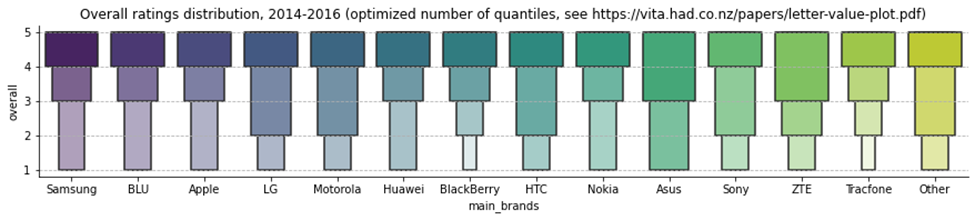 Overall ratings distribution, 2014-2016 (optimized number of quantiles, see https://vita.had.co.nz/papers/letter-value-plot.pdf)
5
4
3
2
1
overall
Samsung BLU Apple LG Motorola Huawei BlackBerry HTC Nokia Asus Sony ZTE Tracfone Other
main_brands